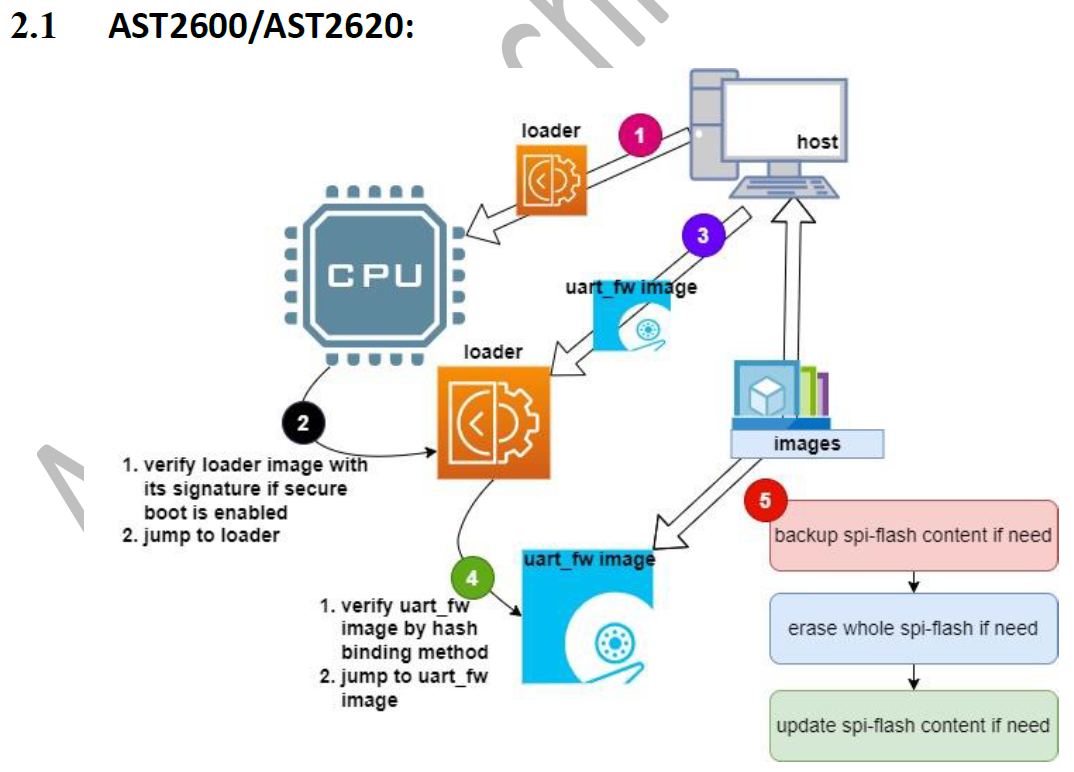 2.1 AST2600/AST2620:
loader
1
host
CPU
3
uart_fw image
loader
2
1. verify loader image with
its signature if secure
boot is enabled
2. jump to loader
images
5
backup spi-flash content if need
uart_fw image
4
1. verify uart_fw
image by hash
binding method
2. jump to uart_fw
image
erase whole spi-flash if need
update spi-flash content if need